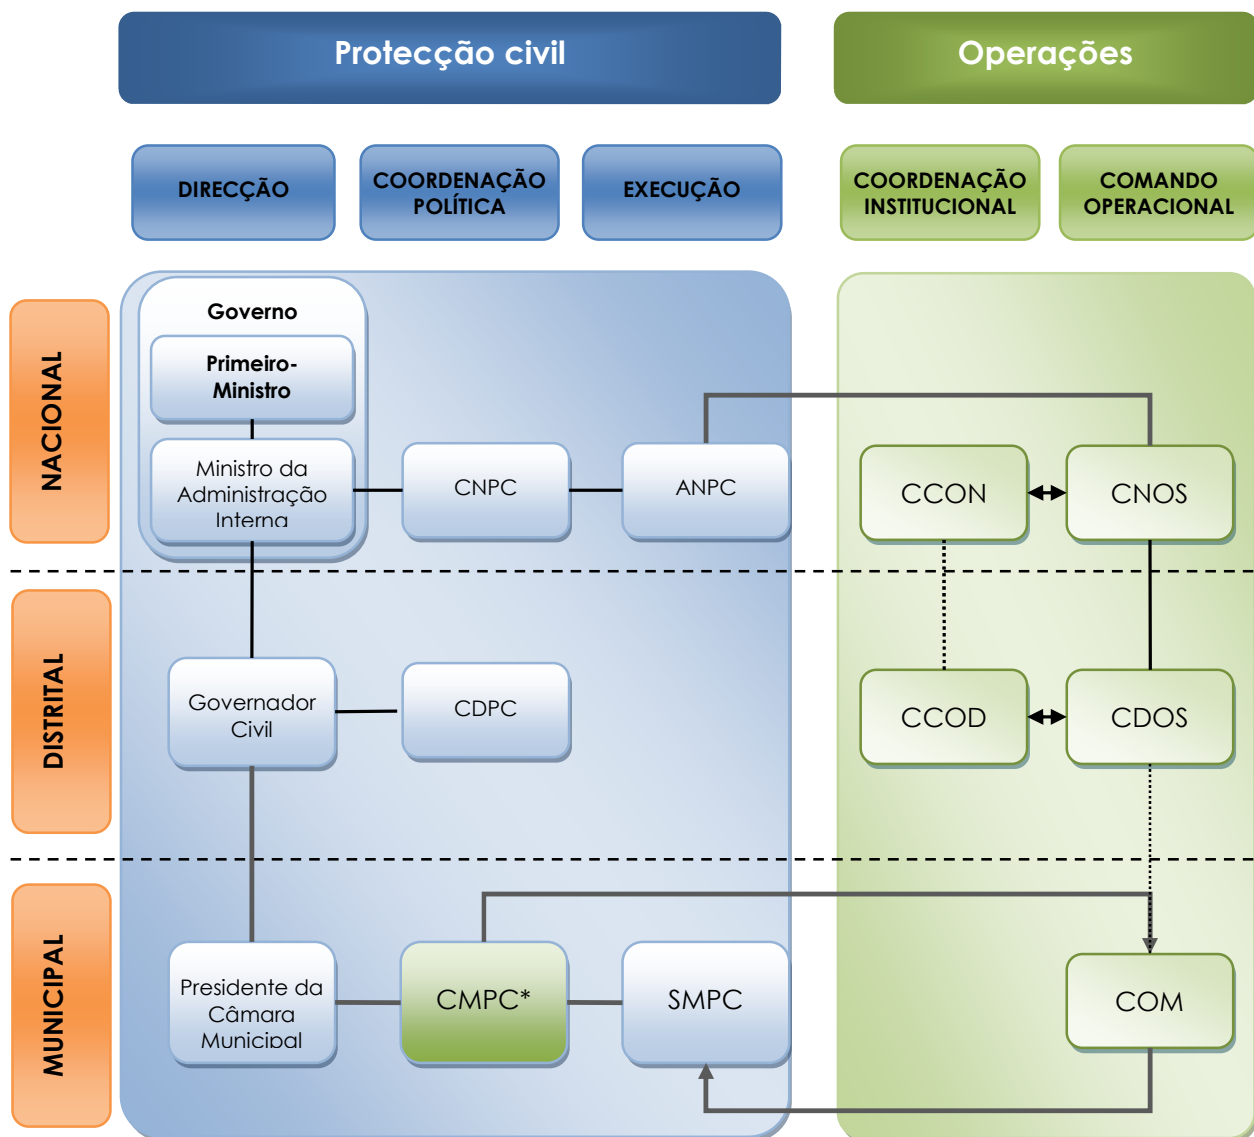 Protecção civil
Operações
DIRECÇÃO
COORDENAÇÃO
POLÍTICA
EXECUÇÃO
COORDENAÇÃO
INSTITUCIONAL
COMANDO
OPERACIONAL
NACIONAL
Governo
Primeiro-
Ministro
Ministro da
Administração
Interna
CNPC
ANPC
CCON
CNOS
DISTRITAL
Governador
Civil
CDPC
CCOD
CDOS
MUNICIPAL
Presidente da
Câmara
Municipal
CMPC*
SMPC
COM